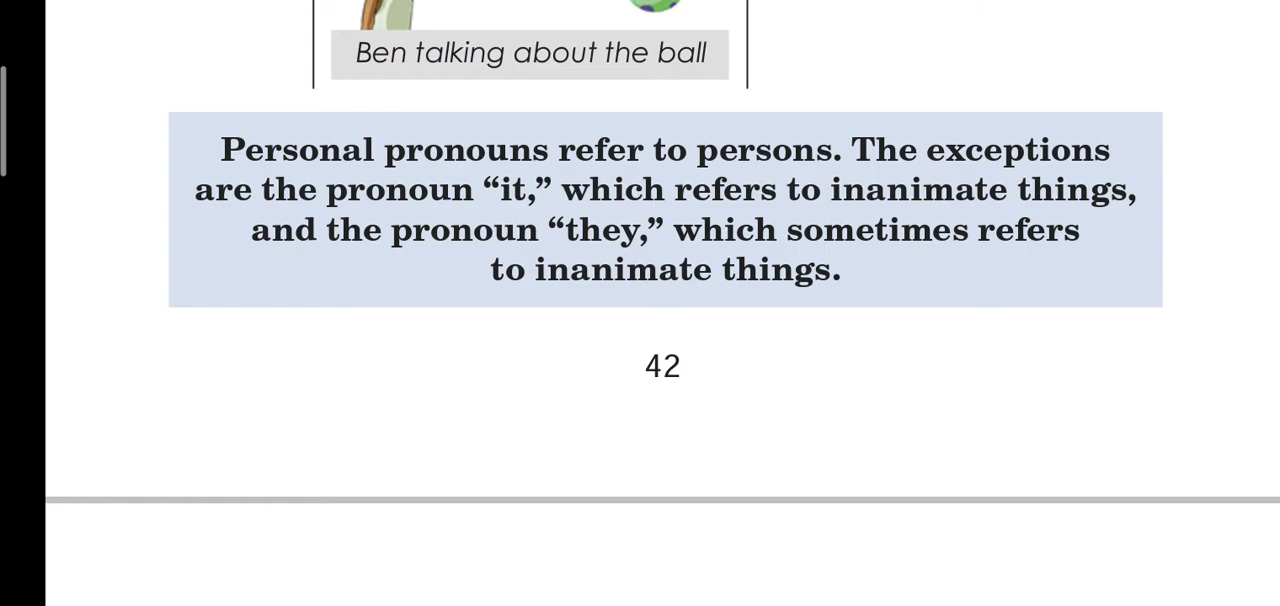 Ben talking about the ball
Personal pronouns refer to persons. The exceptions
are the pronoun “it,” which refers to inanimate things,
and the pronoun “they,” which sometimes refers
to inanimate things.
42